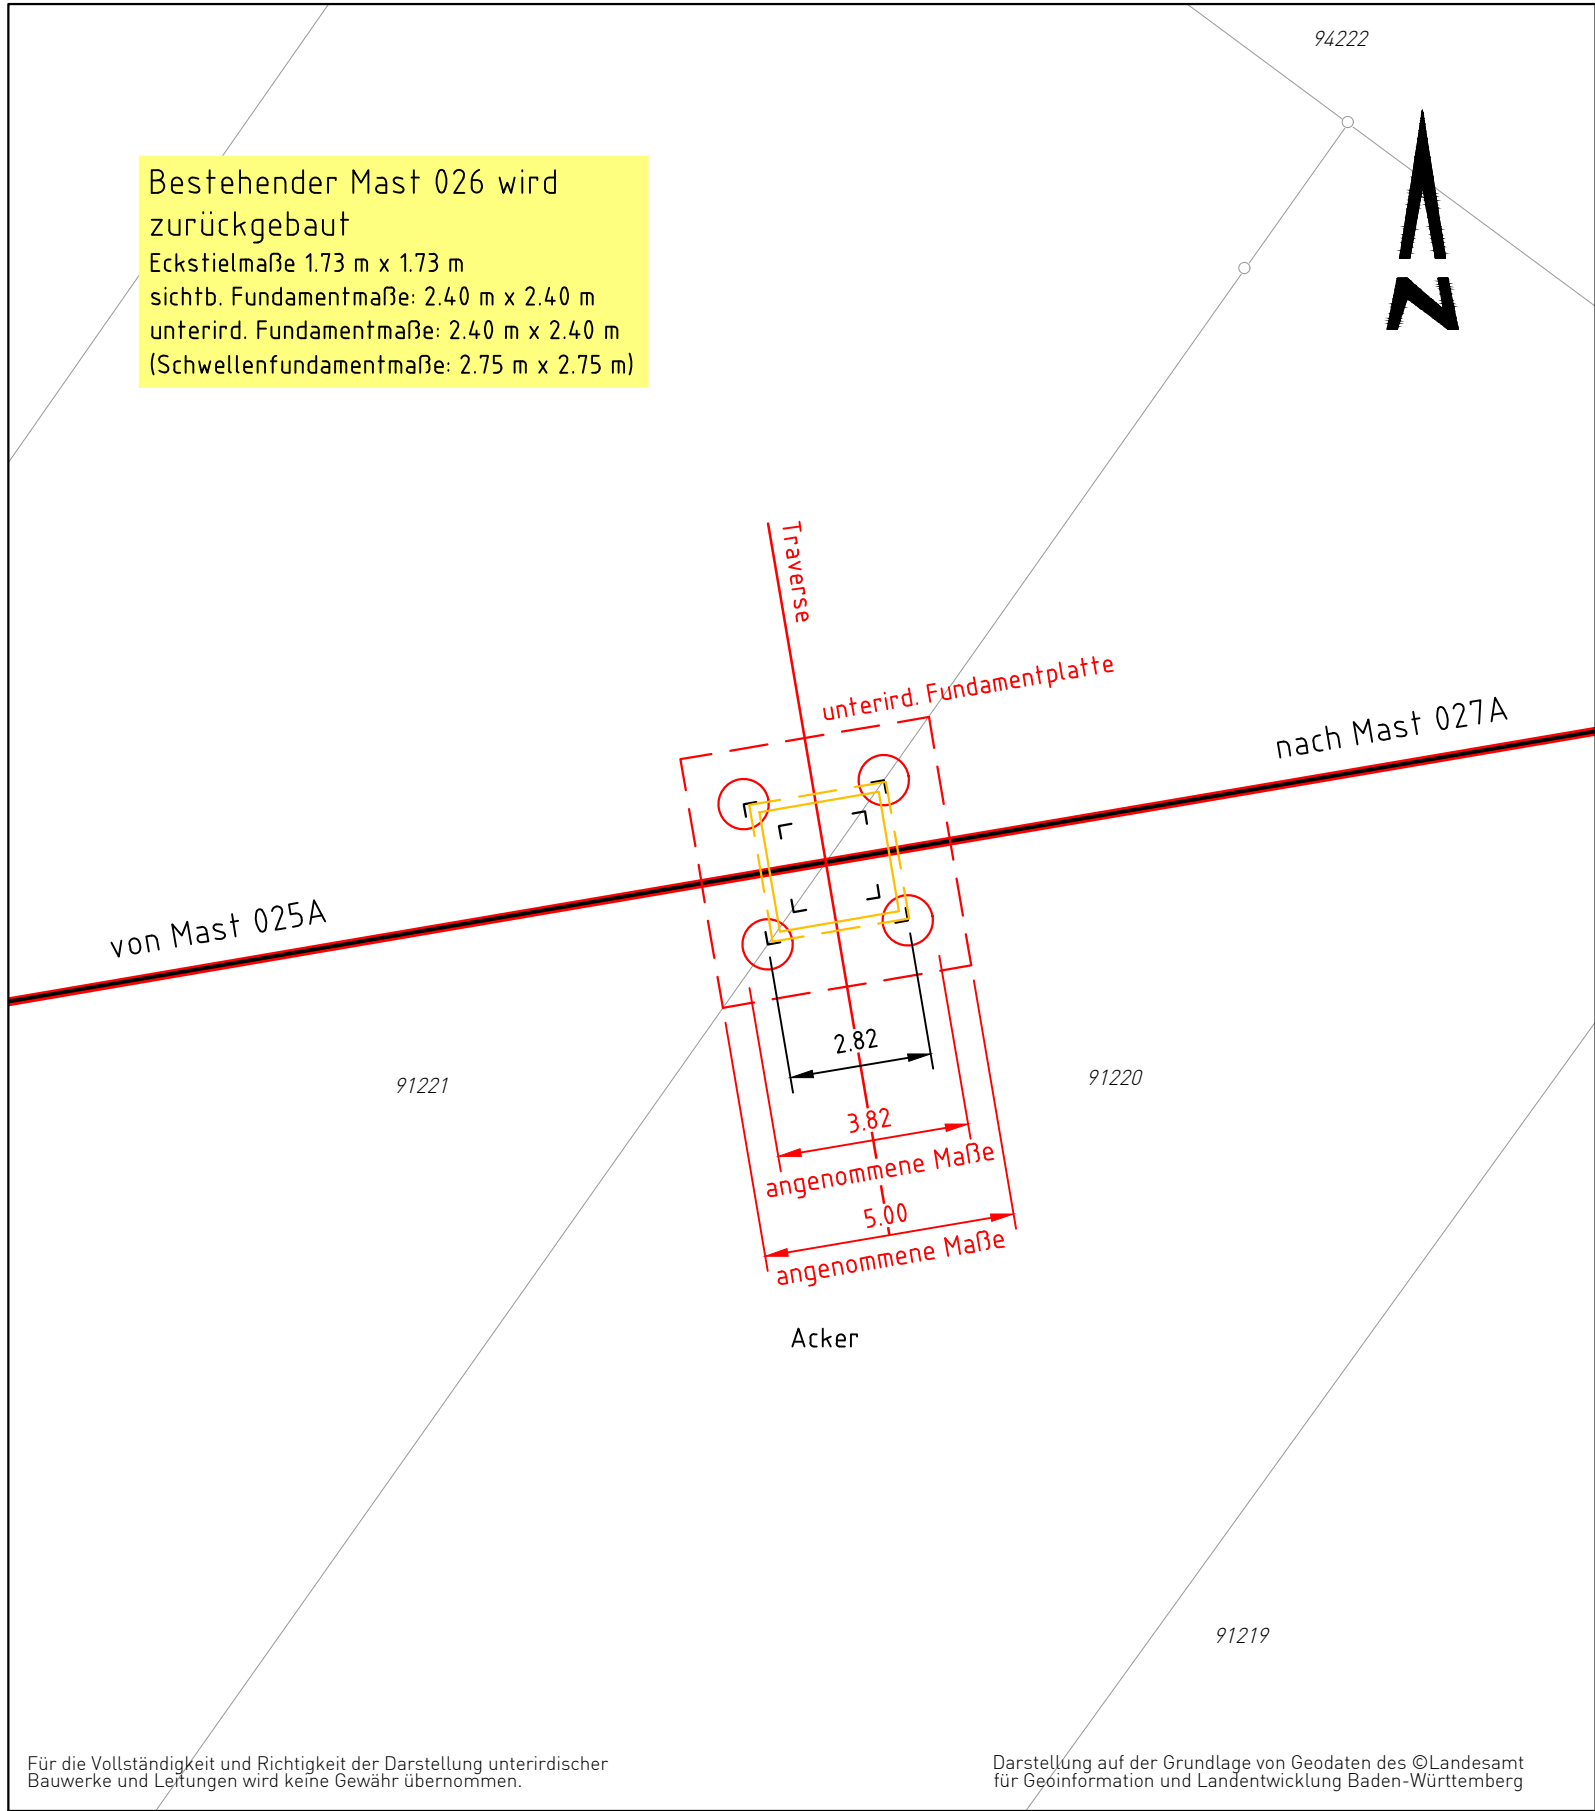 94222
Bestehender Mast 026 wird
zurückgebaut
Eckstielmaße 1.73 m x 1.73 m
sichtb. Fundamentmaße: 2.40 m x 2.40 m
unterird. Fundamentmaße: 2.40 m x 2.40 m
(Schwellenfundamentmaße: 2.75 m x 2.75 m)
N
Traverse
unterird. Fundamentplatte
nach Mast 027A
von Mast 025A
2.82
91221
91220
3.82
angenommene Maße
5.00
angenommene Maße
Acker
91219
Für die Vollständigkeit und Richtigkeit der Darstellung unterirdischer
Bauwerke und Leitungen wird keine Gewähr übernommen.
Darstellung auf der Grundlage von Geodaten des ©Landesamt
für Geoinformation und Landentwicklung Baden-Württemberg